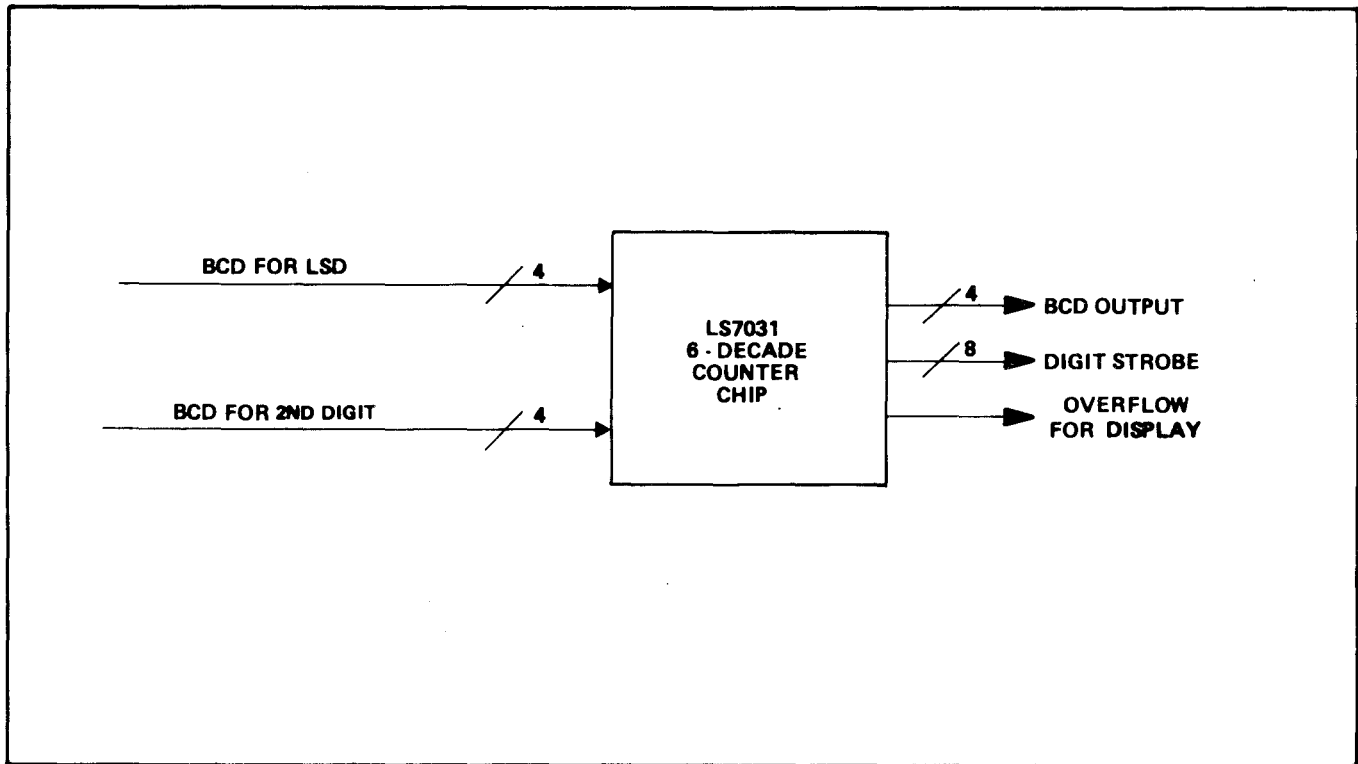 BCD FOR LSD
4
BCD FOR 2ND DIGIT
4
LS7031
6 - DECADE
COUNTER
CHIP
4
BCD OUTPUT
8
DIGIT STROBE
OVERFLOW
FOR DISPLAY